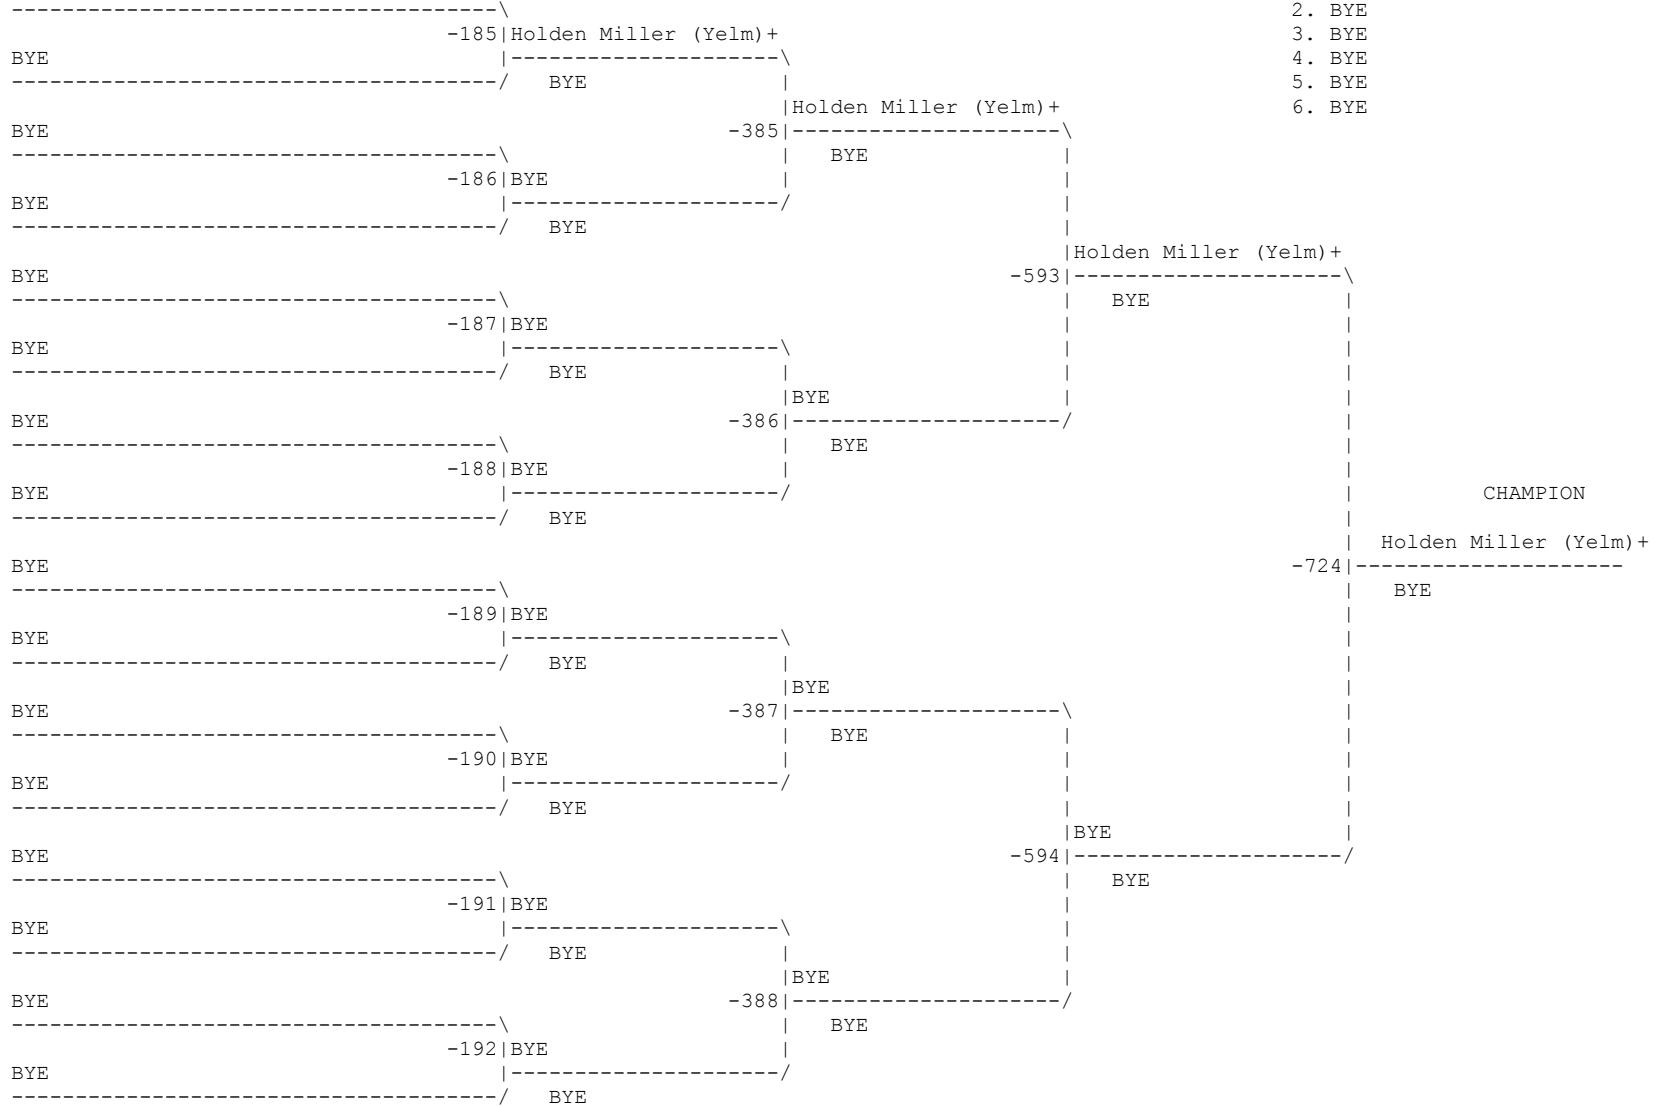 --------------------------------------\ 2. BYE
-185|Holden Miller (Yelm)+ 3. BYE
BYE |---------------------\ 4. BYE
--------------------------------------/ BYE | 5. BYE
|Holden Miller (Yelm)+ 6. BYE
BYE -385|---------------------\
--------------------------------------\ | BYE |
-186|BYE | |
BYE |---------------------/ |
--------------------------------------/ BYE |
|Holden Miller (Yelm)+
BYE -593|---------------------\
--------------------------------------\ | BYE |
-187|BYE | |
BYE |---------------------\ | |
--------------------------------------/ BYE | | |
|BYE | |
BYE -386|---------------------/ |
--------------------------------------\ | BYE |
-188|BYE | |
BYE |---------------------/ | CHAMPION
--------------------------------------/ BYE |
| Holden Miller (Yelm)+
BYE -724|---------------------
--------------------------------------\ | BYE
-189|BYE |
BYE |---------------------\ |
--------------------------------------/ BYE | |
|BYE |
BYE -387|---------------------\ |
--------------------------------------\ | BYE | |
-190|BYE | | |
BYE |---------------------/ | |
--------------------------------------/ BYE | |
|BYE |
BYE -594|---------------------/
--------------------------------------\ | BYE
-191|BYE |
BYE |---------------------\ |
--------------------------------------/ BYE | |
|BYE |
BYE -388|---------------------/
--------------------------------------\ | BYE
-192|BYE |
BYE |---------------------/
--------------------------------------/ BYE